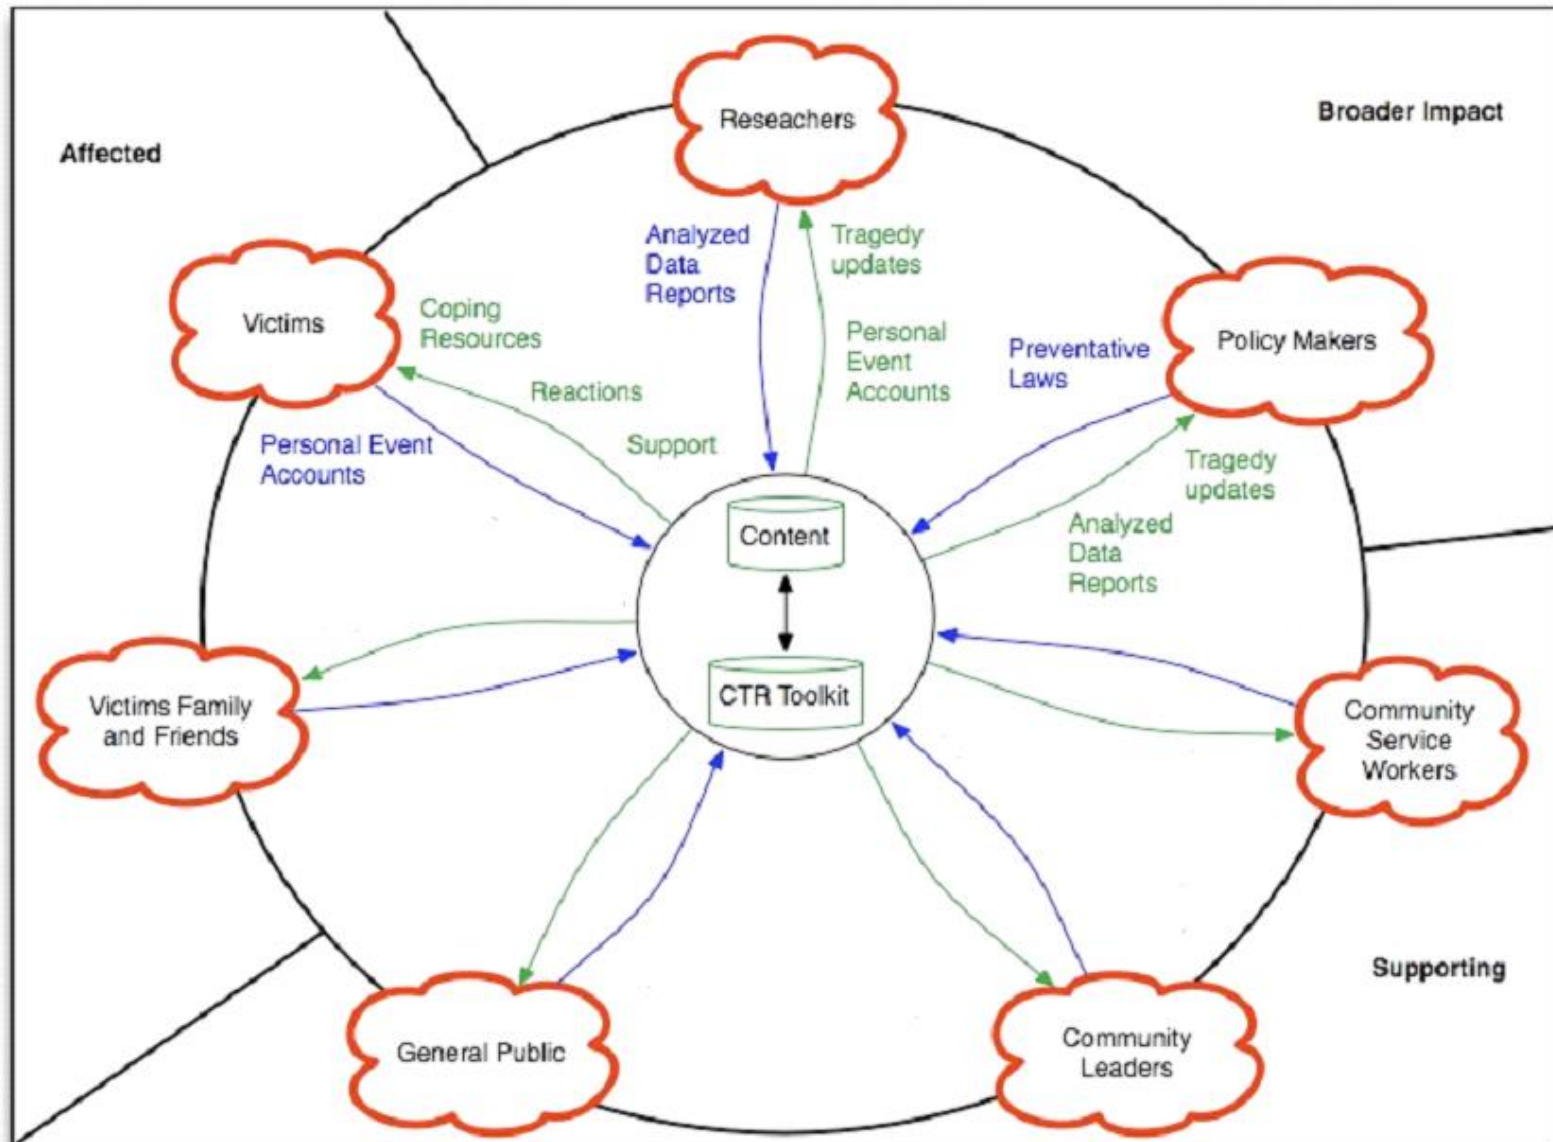 Reseachers
Broader Impact
Affected
Analyzed
Data
Reports
Tragedy
updates
Victims
Coping
Resources
Personal
Event
Accounts
Preventative
Laws
Policy Makers
Reactions
Personal Event
Accounts
Support
Tragedy
updates
Analyzed
Data
Reports
Content
CTR Toolkit
Victims Family
and Friends
Community
Service
Workers
Supporting
General Public
Community
Leaders